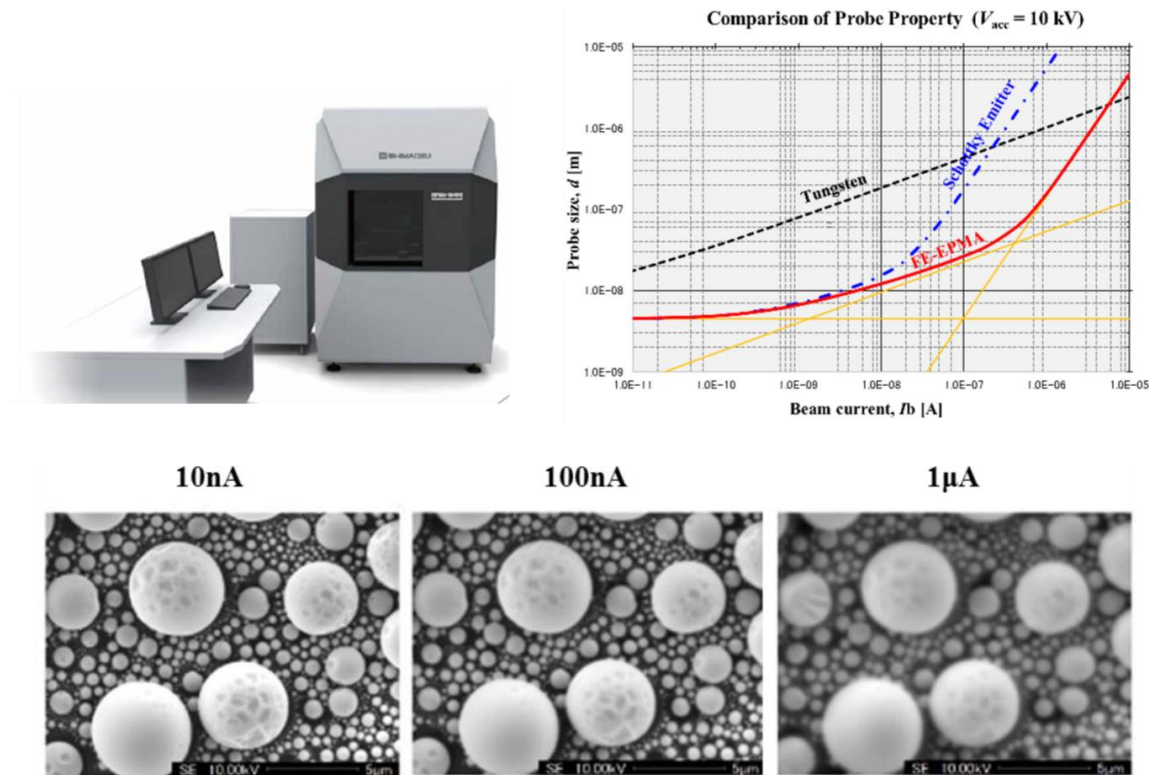 Comparison of Probe Property (Vacc = 10 kV)
SHIMADZU
1.0E-05
1.0E-06
1.0E-07
1.0E-08
1.0E-09
Probe size, d [m]
Tungsten
Schottky Emitter
FE-EPMA
1.0E-11 1.0E-10 1.0E-09 1.0E-08 1.0E-07 1.0E-06 1.0E-05
Beam current, Ib [A]
10nA 100nA 1μA
SE 10.00kV 5μm SE 10.00kV 5μm SE 10.00kV 5μm